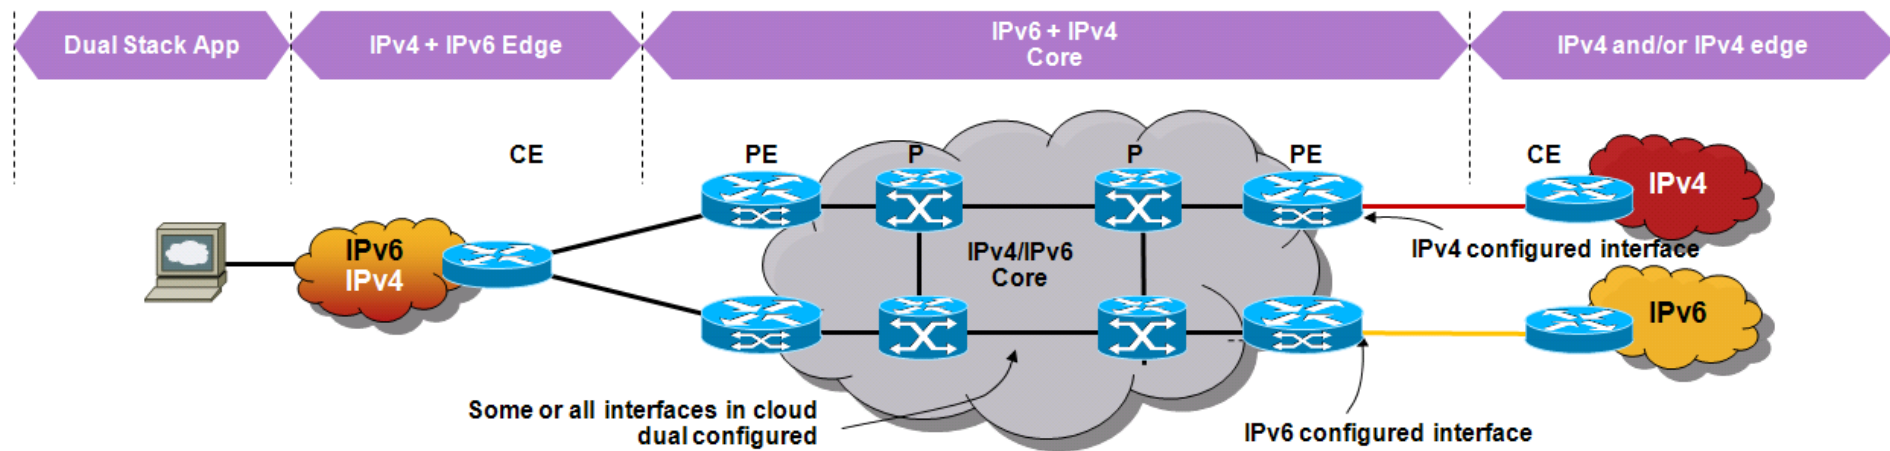 Dual Stack App
IPv4 + IPv6 Edge
IPv6 + IPv4
Core
IPv4 and/or IPv4 edge
CE
PE
P
P
PE
CE
IPv6
IPv4
IPv4/IPv6
Core
IPv4
IPv4 configured interface
IPv6
Some or all interfaces in cloud
dual configured
IPv6 configured interface